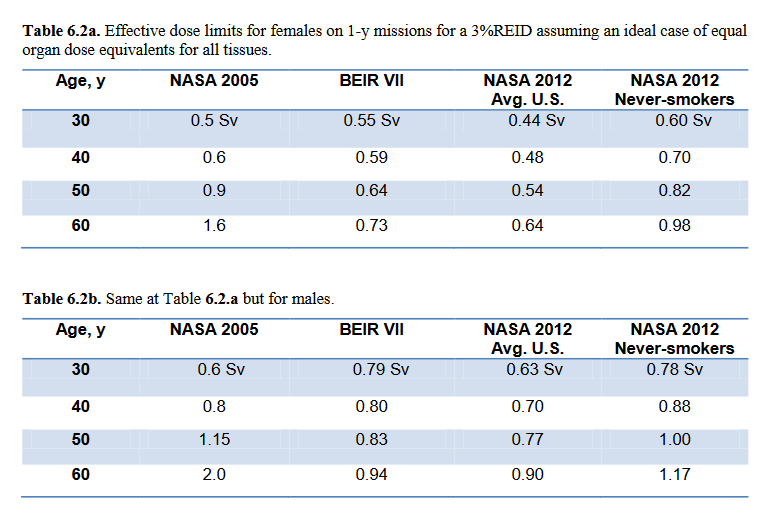 Table 6.2a. Effective dose limits for females on 1-y missions for a 3%REID assuming an ideal case of equal
organ dose equivalents for all tissues.
Age, y NASA 2005 BEIR VII NASA 2012 NASA 2012
Avg. U.S. Never-smokers
30 0.5 Sv 0.55 Sv 0.44 Sv 0.60 Sv
40 0.6 0.59 0.48 0.70
50 0.9 0.64 0.54 0.82
60 1.6 0.73 0.64 0.98
Table 6.2b. Same at Table 6.2.a but for males.
Age, y NASA 2005 BEIR VII NASA 2012 NASA 2012
Avg. U.S. Never-smokers
30 0.6 Sv 0.79 Sv 0.63 Sv 0.78 Sv
40 0.8 0.80 0.70 0.88
50 1.15 0.83 0.77 1.00
60 2.0 0.94 0.90 1.17